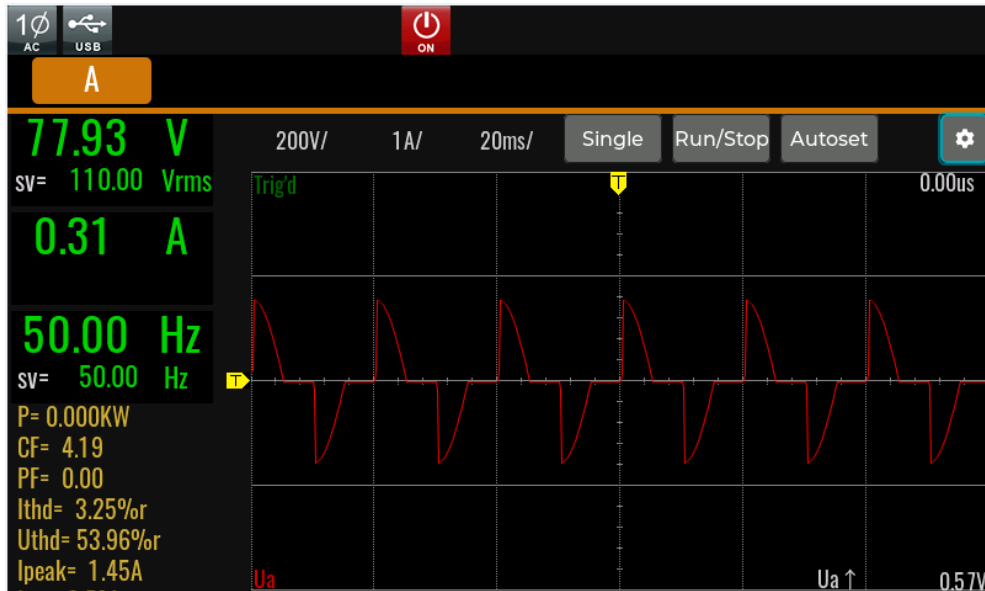 1Ø
AC
USB
ON
A
77.93 V
sv= 110.00 Vrms
0.31 A
50.00 Hz
sv= 50.00 Hz
P= 0.000KW
CF= 4.19
PF= 0.00
Ithd= 3.25%r
Uthd= 53.96%r
Ipeak= 1.45A
200V/ 1A/ 20ms/ Single Run/Stop Autoset
Trig'd T 0.00us
T
Ua Ua↑ 0.57V